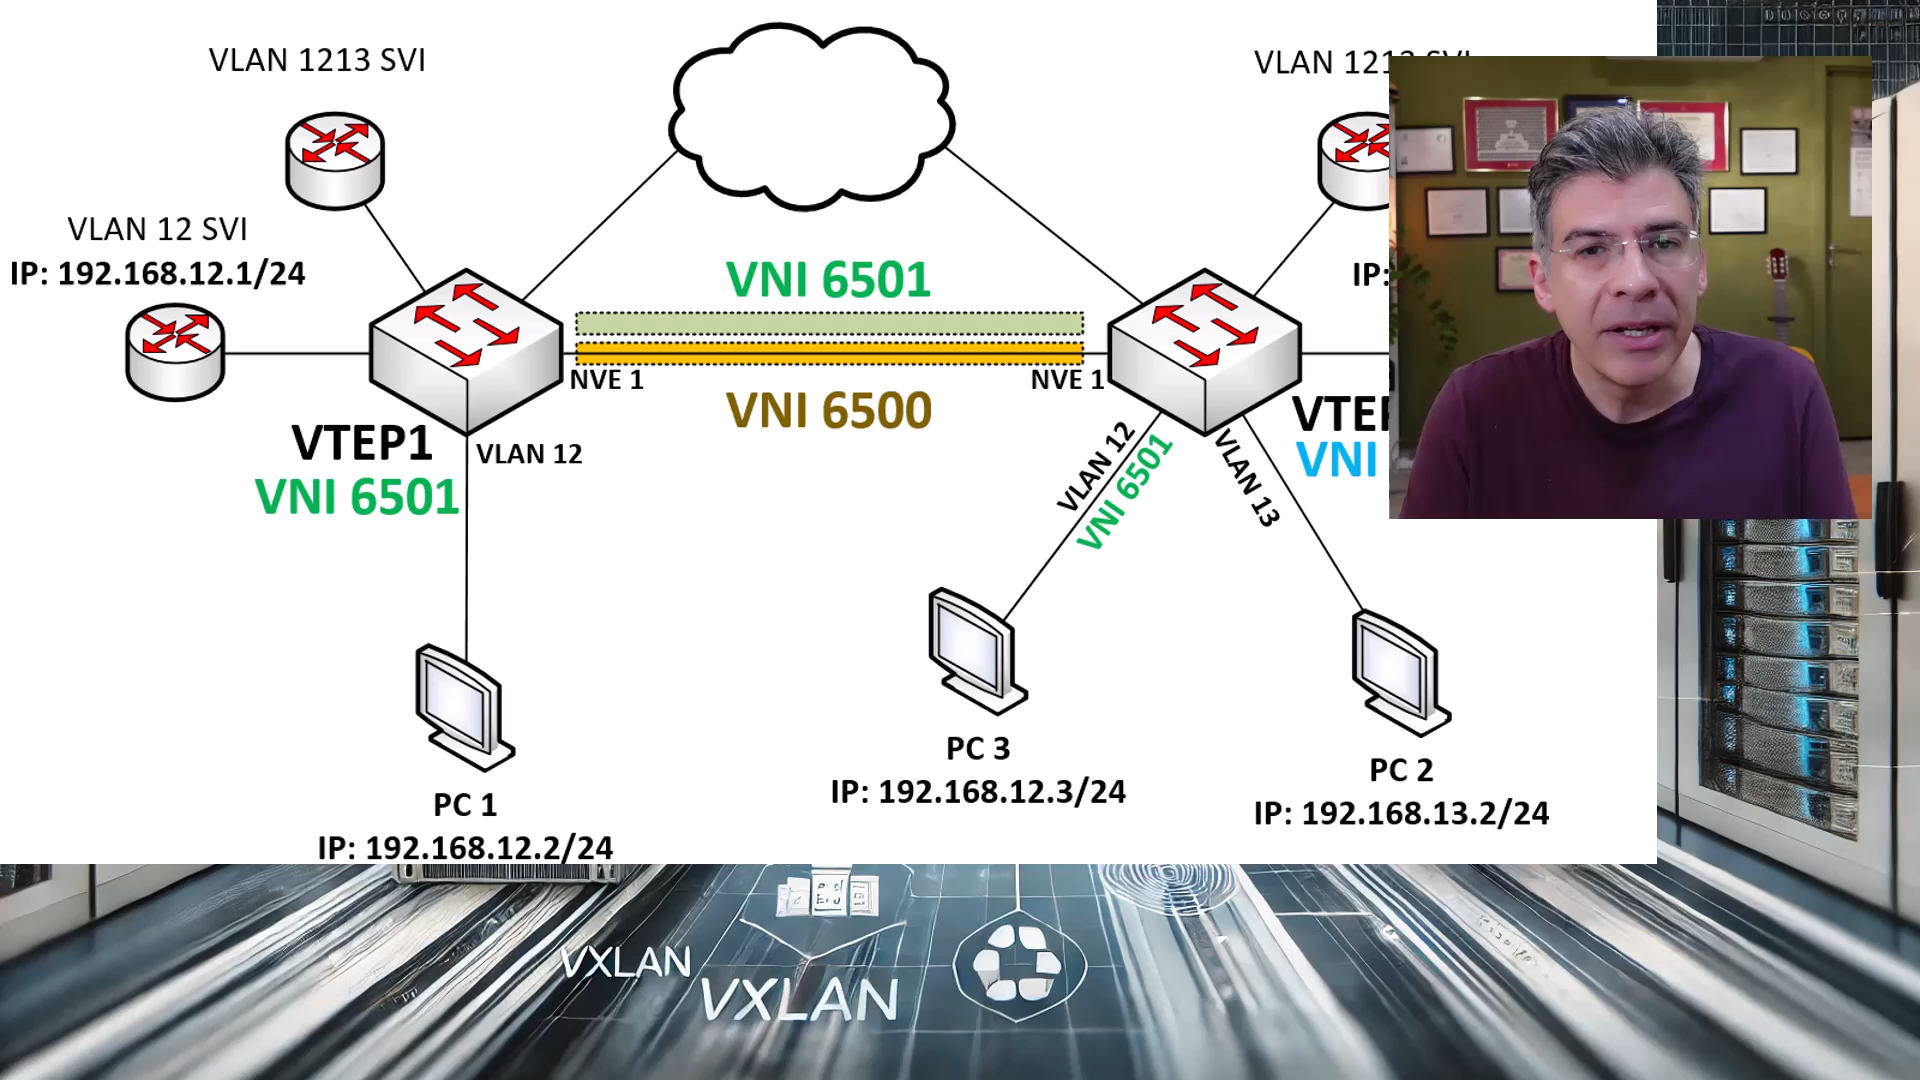 VLAN 1213 SVI
VLAN 12 SVI
IP: 192.168.12.1/24
VTEP1
VNI 6501
VLAN 12
NVE 1
VNI 6501
VNI 6500
NVE 1
VLAN 12
VNI 6501
VLAN 13
IP:
VNI
PC 1
IP: 192.168.12.2/24
PC 3
IP: 192.168.12.3/24
PC 2
IP: 192.168.13.2/24
VXLAN
VXLAN